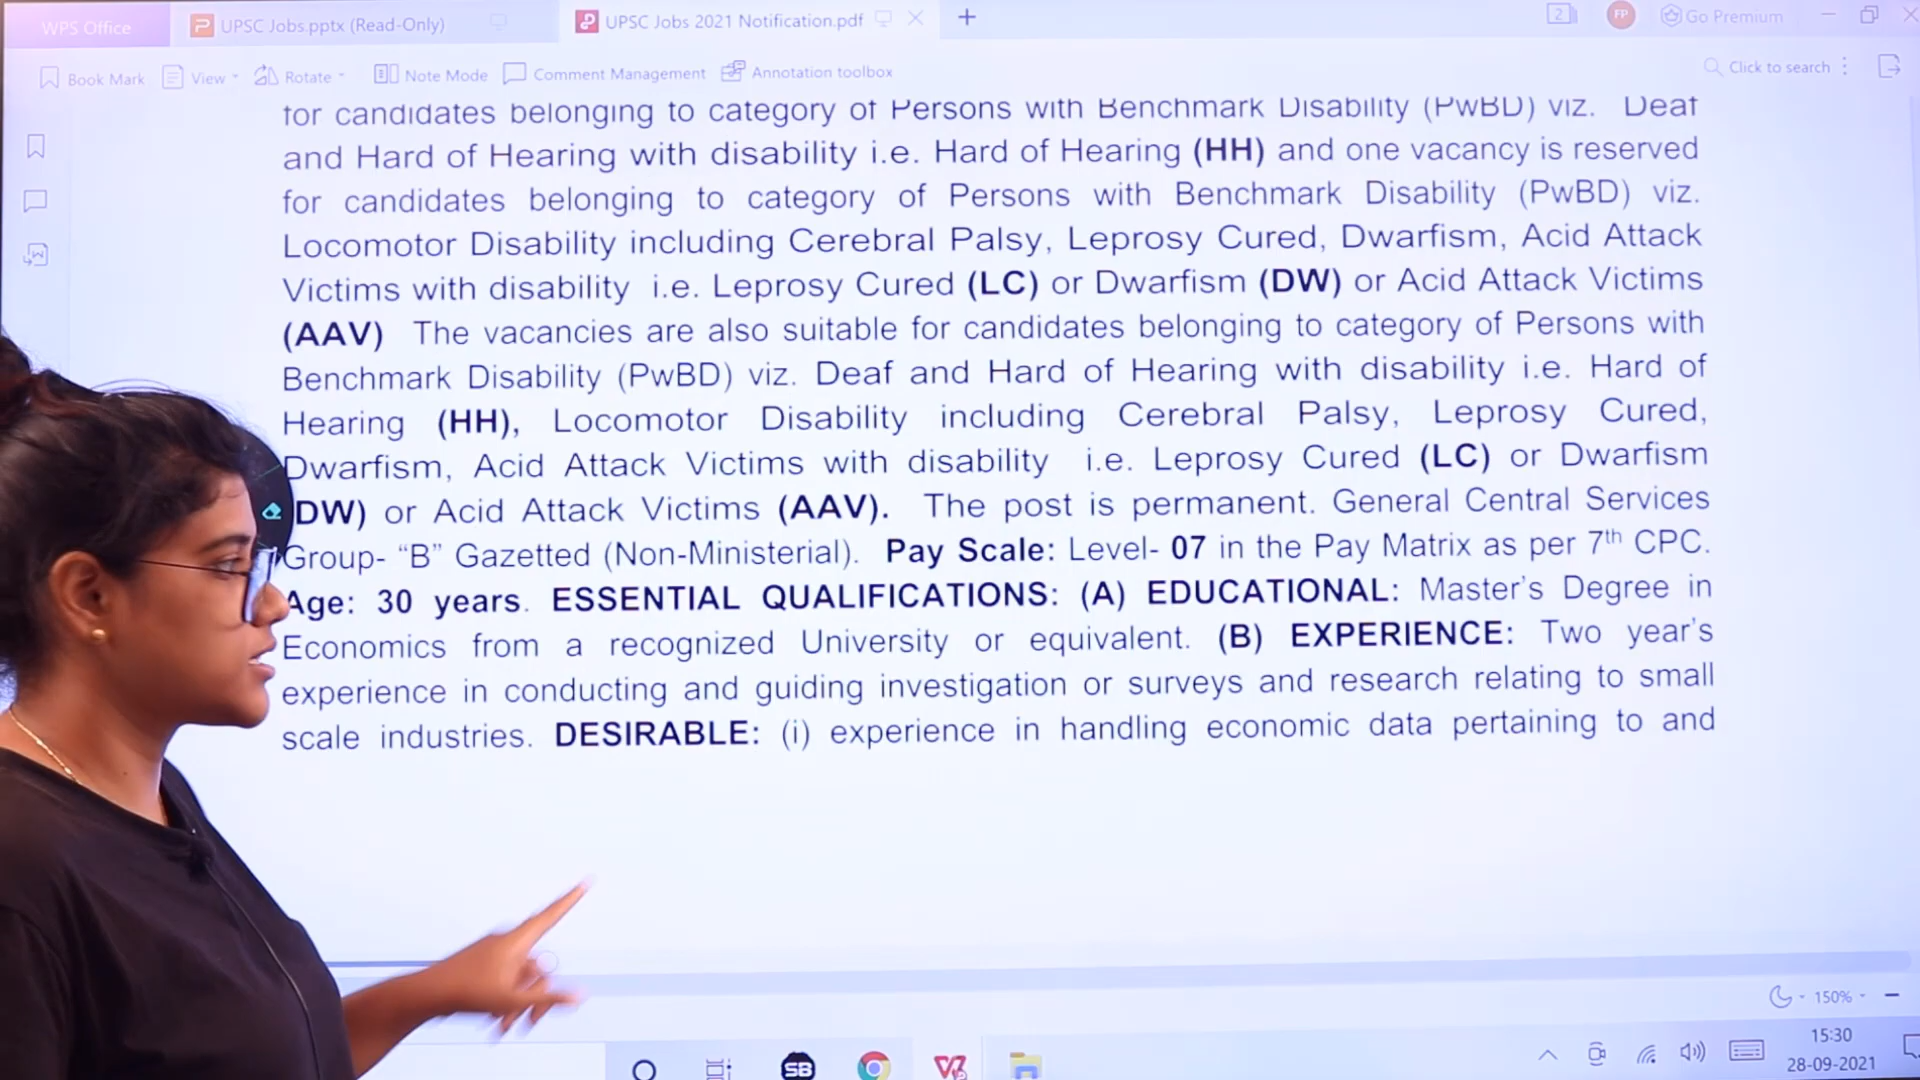 WPS Office
UPSC Jobs.pptx (Read-Only)
UPSC Jobs 2021 Notification.pdf
2
FP
Go Premium
Book Mark
View
Rotate
Note Mode
Comment Management
Annotation toolbox
Click to search
for candidates belonging to category of Persons with Benchmark Disability (PwBD) viz. Deaf
and Hard of Hearing with disability i.e. Hard of Hearing (HH) and one vacancy is reserved
for candidates belonging to category of Persons with Benchmark Disability (PwBD) viz.
Locomotor Disability including Cerebral Palsy, Leprosy Cured, Dwarfism, Acid Attack
Victims with disability i.e. Leprosy Cured (LC) or Dwarfism (DW) or Acid Attack Victims
(AAV) The vacancies are also suitable for candidates belonging to category of Persons with
Benchmark Disability (PwBD) viz. Deaf and Hard of Hearing with disability i.e. Hard of
Hearing (HH), Locomotor Disability including Cerebral Palsy, Leprosy Cured,
Dwarfism, Acid Attack Victims with disability i.e. Leprosy Cured (LC) or Dwarfism
DW) or Acid Attack Victims (AAV). The post is permanent. General Central Services
Group- “B” Gazetted (Non-Ministerial). Pay Scale: Level- 07 in the Pay Matrix as per 7th CPC.
Age: 30 years. ESSENTIAL QUALIFICATIONS: (A) EDUCATIONAL: Master’s Degree in
Economics from a recognized University or equivalent. (B) EXPERIENCE: Two year’s
experience in conducting and guiding investigation or surveys and research relating to small
scale industries. DESIRABLE: (i) experience in handling economic data pertaining to and
150%
SB
15:30
28-09-2021